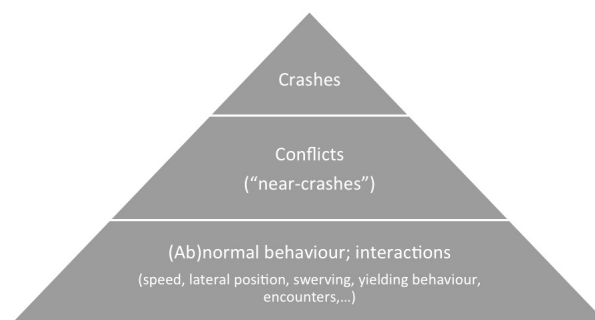 Crashes
Conflicts
(“near-crashes”)
(Ab)normal behaviour; interactions
(speed, lateral position, swerving, yielding behaviour,
encounters,…)